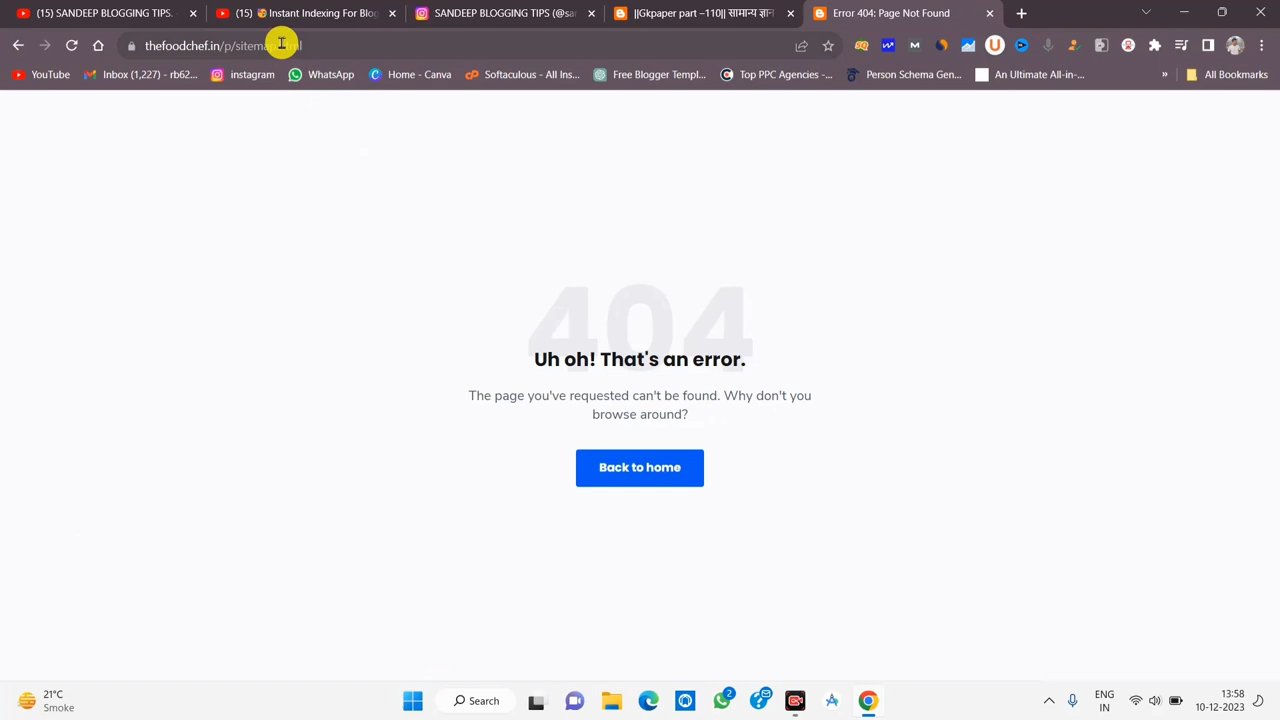 (15) SANDEEP BLOGGING TIPS.
(15) Instant Indexing For Blog
SANDEEP BLOGGING TIPS (@sa
||Gkpaper part –110|| सामान्य ज्ञान
Error 404: Page Not Found
thefoodchef.in/p/sitemap.html
YouTube
Inbox (1,227) - rb62...
instagram
WhatsApp
Home - Canva
Softaculous - All Ins...
Free Blogger Templ...
Top PPC Agencies -...
Person Schema Gen...
An Ultimate All-in-...
»
All Bookmarks
404
Uh oh! That's an error.
The page you've requested can't be found. Why don't you
browse around?
Back to home
21°C
Smoke
Search
2
ENG
IN
13:58
10-12-2023